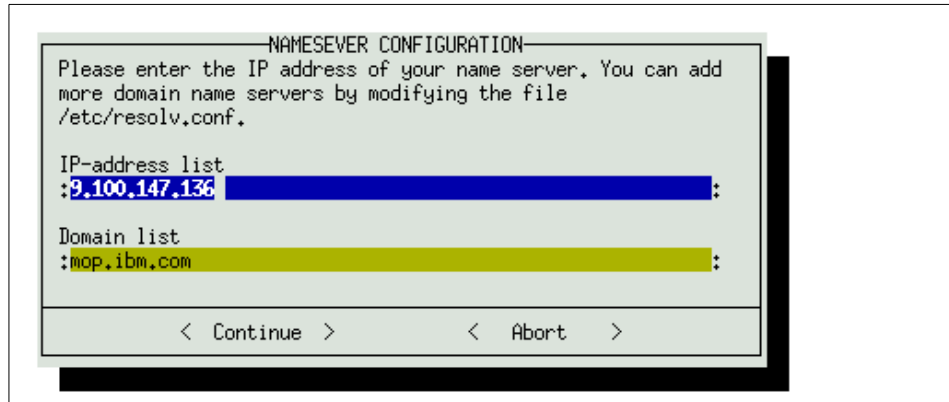 NAMESEVER CONFIGURATION
Please enter the IP address of your name server. You can add
more domain name servers by modifying the file
/etc/resolv.conf.
IP-address list
:9.100.147.136 :
Domain list
:mop.ibm.com :
< Continue > < Abort >